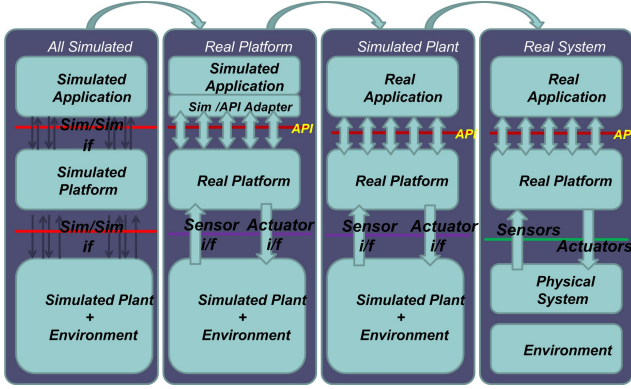 All Simulated
Simulated
Application
Sim/Sim
if
Simulated
Platform
Sim/Sim
if
Simulated Plant
+
Environment
Real Platform
Simulated
Application
Sim /API Adapter
API
Real Platform
Sensor
i/f
Actuator
i/f
Simulated Plant
+
Environment
Simulated Plant
Real
Application
API
Real Platform
Sensor
i/f
Actuator
i/f
Simulated Plant
+
Environment
Real System
Real
Application
AP
Real Platform
Sensors
Actuators
Physical
System
Environment